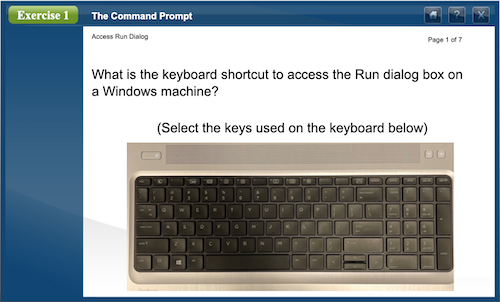 Exercise 1
The Command Prompt
? X
Access Run Dialog
Page 1 of 7
What is the keyboard shortcut to access the Run dialog box on
a Windows machine?
(Select the keys used on the keyboard below)